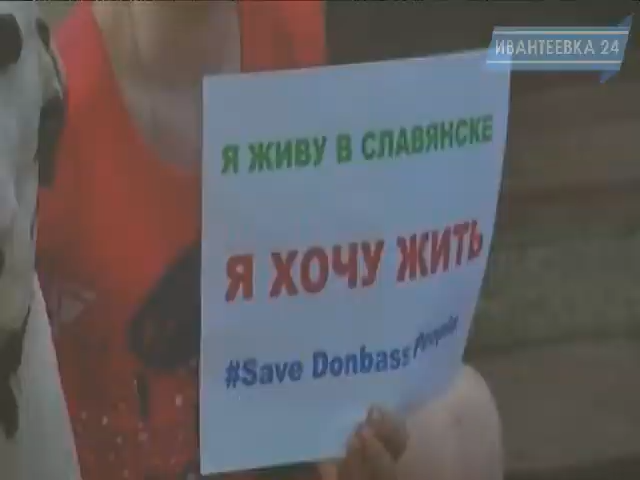 ИВАНТЕЕВКА 24
Я ЖИВУ В СЛАВЯНСКЕ
Я ХОЧУ ЖИТЬ
#Save Donbass People